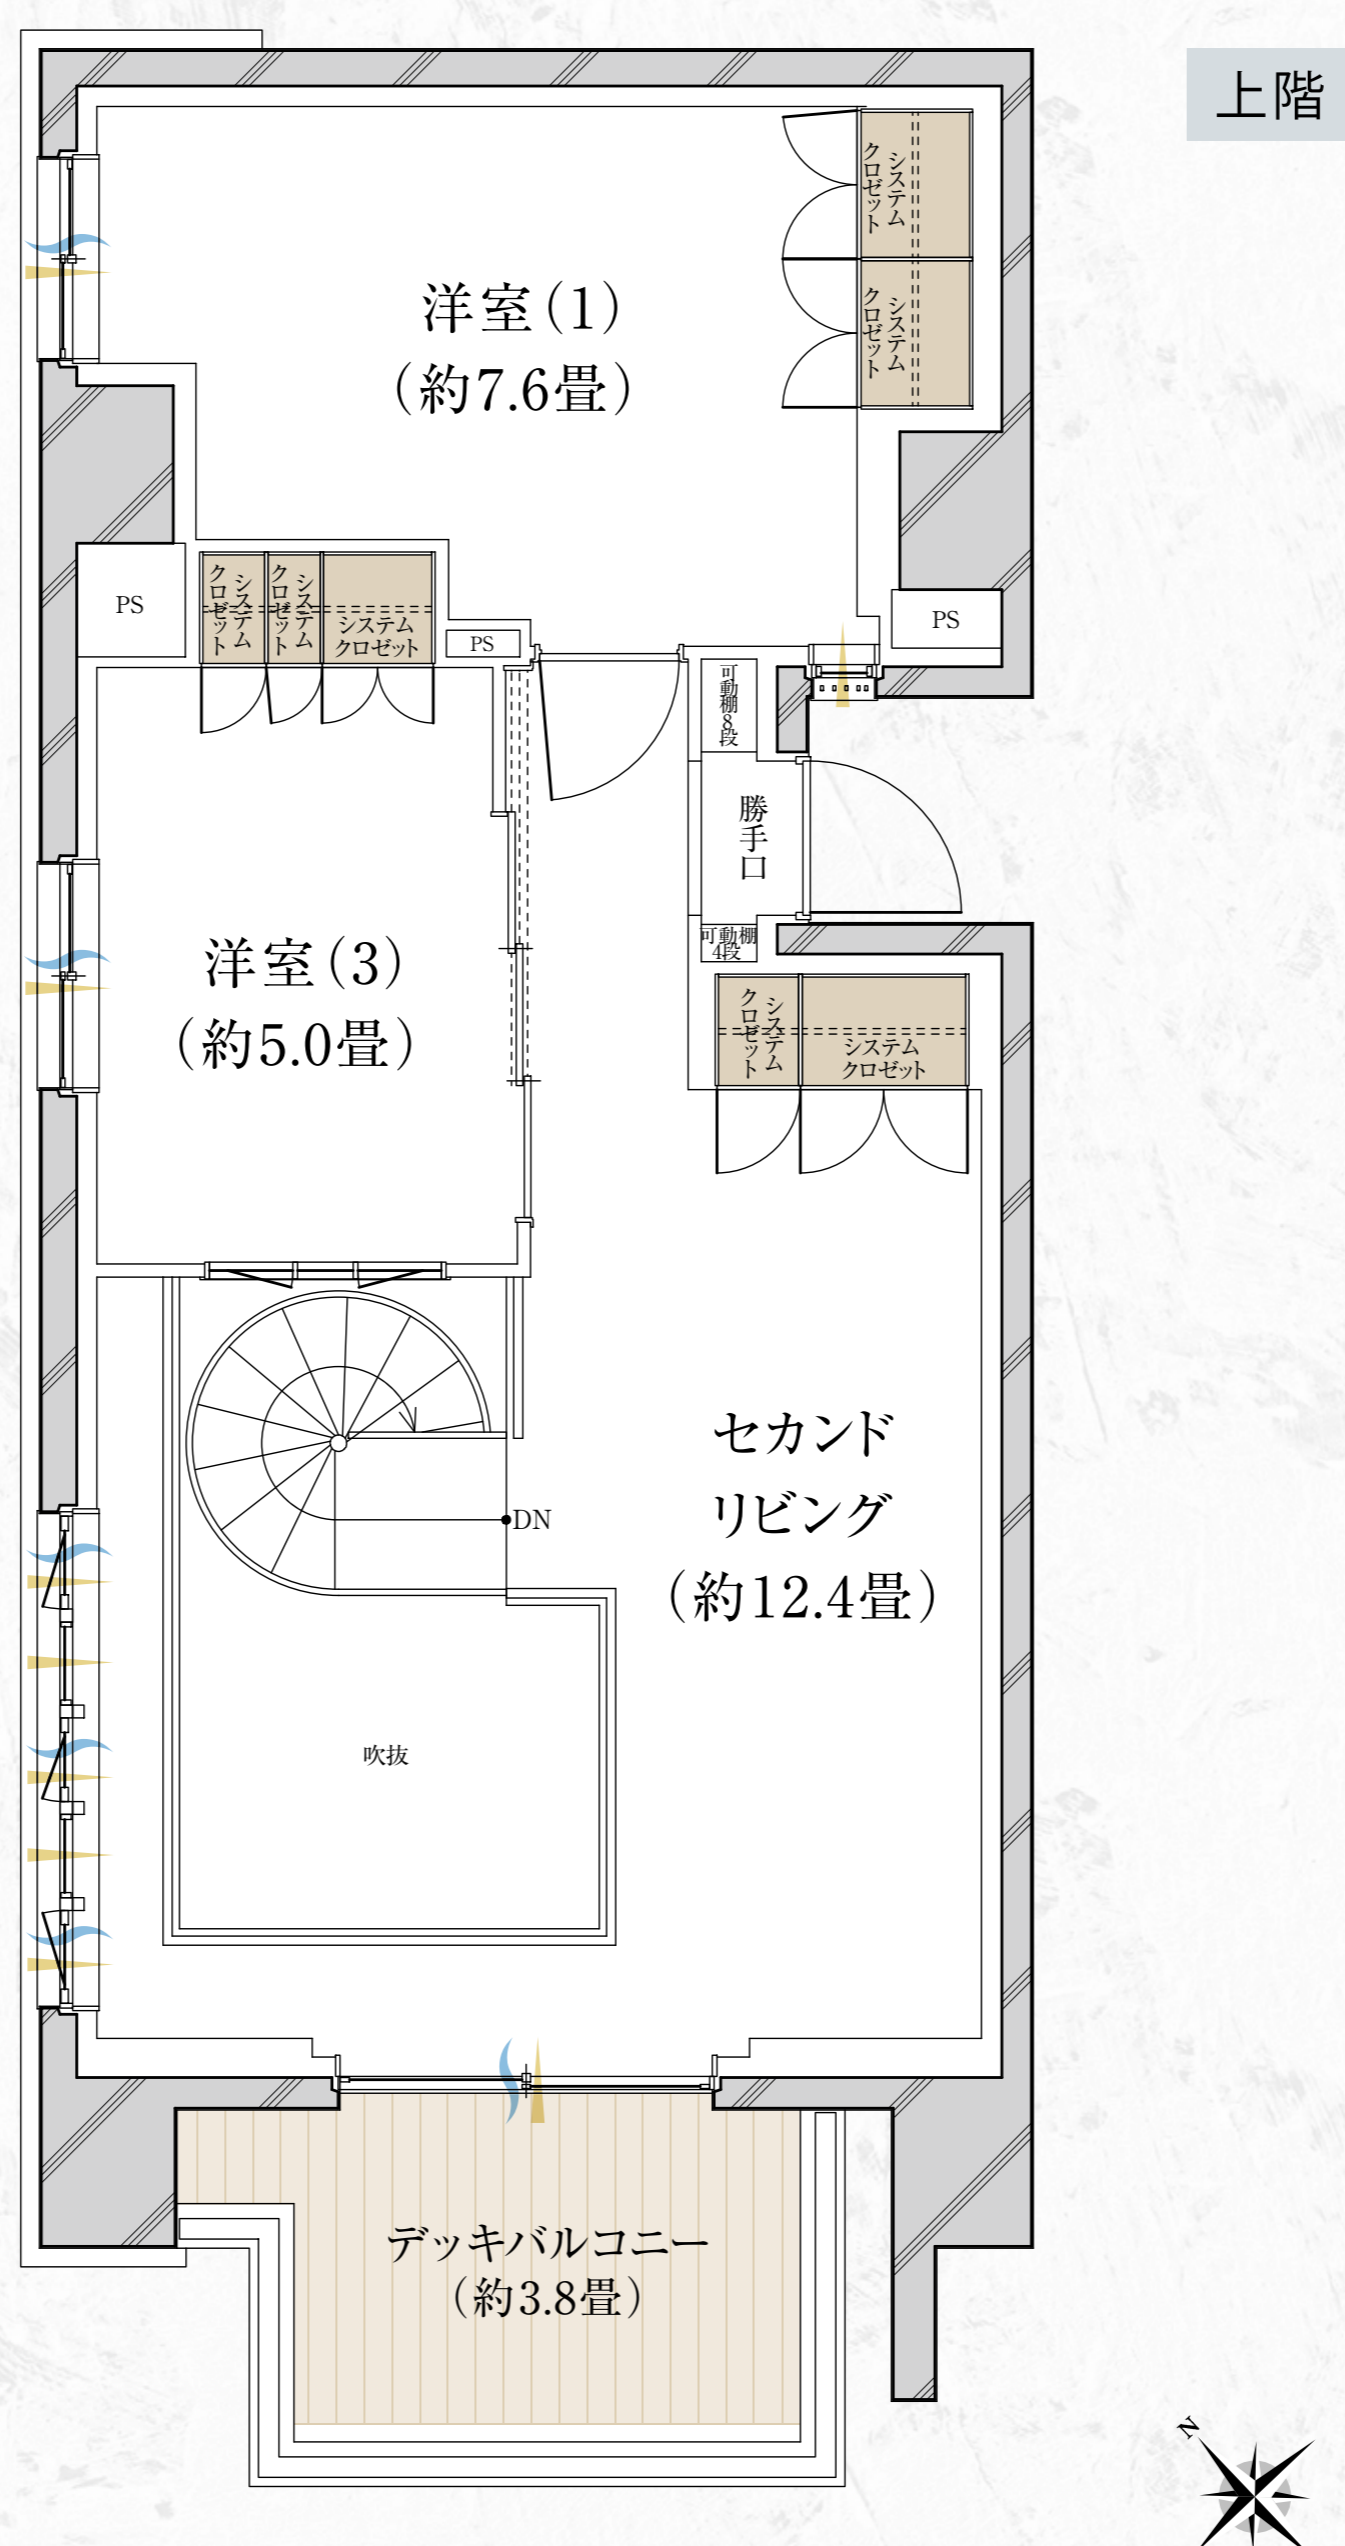 上階
システム
クロゼット
システム
クロゼット
洋室（1）
（約7.6畳）
PS
システム
クロゼット
システム
クロゼット
システム
クロゼット
PS
PS
可動棚8段
勝手口
可動棚
4段
洋室（3）
（約5.0畳）
システム
クロゼット
システム
クロゼット
セカンド
リビング
（約12.4畳）
DN
吹抜
デッキバルコニー
（約3.8畳）
N